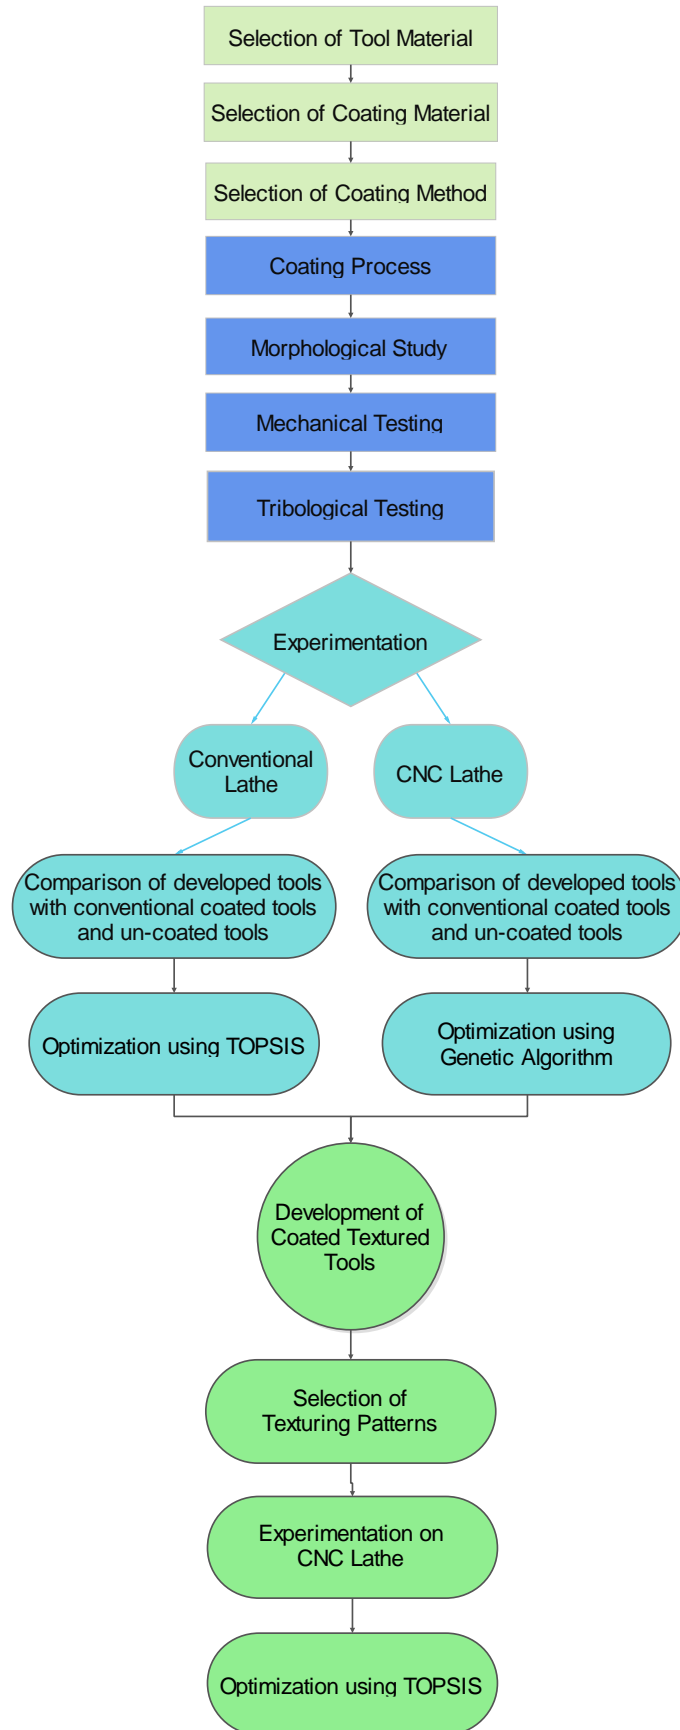 Selection of Tool Material
Selection of Coating Material
Selection of Coating Method
Coating Process
Morphological Study
Mechanical Testing
Tribological Testing
Experimentation
Conventional
Lathe
CNC Lathe
Comparison of developed tools
with conventional coated tools
and un-coated tools
Comparison of developed tools
with conventional coated tools
and un-coated tools
Optimization using TOPSIS
Optimization using
Genetic Algorithm
Development of
Coated Textured
Tools
Selection of
Texturing Patterns
Experimentation on
CNC Lathe
Optimization using TOPSIS